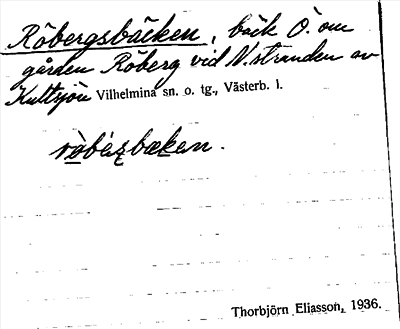 Röbergsbäcken, bäck Ö. om
gården Röberg vid N. stranden av
Kultsjön Vilhelmina sn. o. tg., Västerb. l.
Thorbjörn Eliasson, 1936.